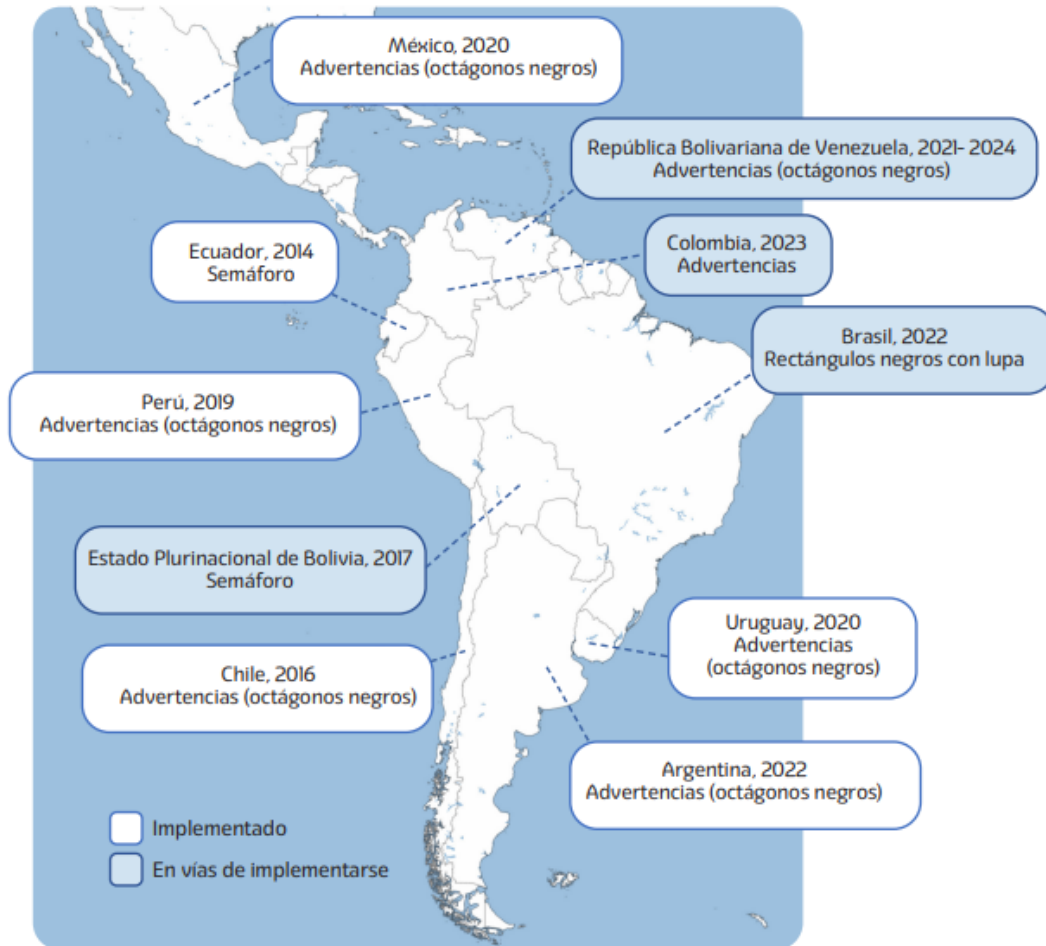 México, 2020
Advertencias (octágonos negros)
República Bolivariana de Venezuela, 2021- 2024
Advertencias (octágonos negros)
Ecuador, 2014
Semáforo
Colombia, 2023
Advertencias
Brasil, 2022
Rectángulos negros con lupa
Perú, 2019
Advertencias (octágonos negros)
Estado Plurinacional de Bolivia, 2017
Semáforo
Uruguay, 2020
Advertencias
(octágonos negros)
Chile, 2016
Advertencias (octágonos negros)
Argentina, 2022
Advertencias (octágonos negros)
Implementado
En vías de implementarse